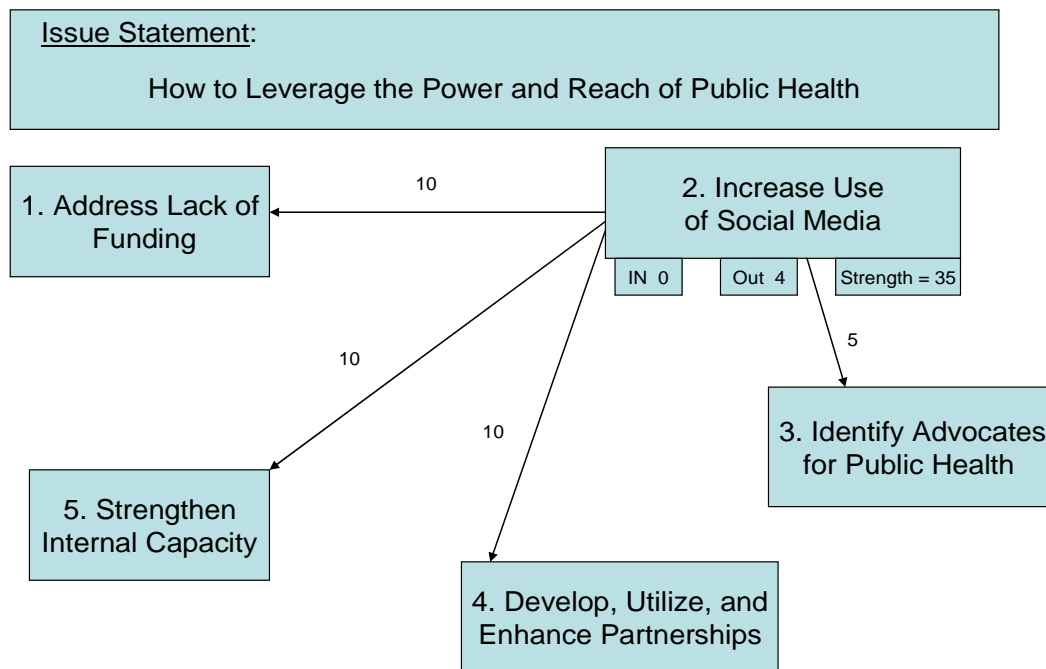 Issue Statement:
How to Leverage the Power and Reach of Public Health
10
1. Address Lack of
Funding
2. Increase Use
of Social Media
IN 0
Out 4
Strength = 35
5
10
10
3. Identify Advocates
for Public Health
5. Strengthen
Internal Capacity
4. Develop, Utilize, and
Enhance Partnerships